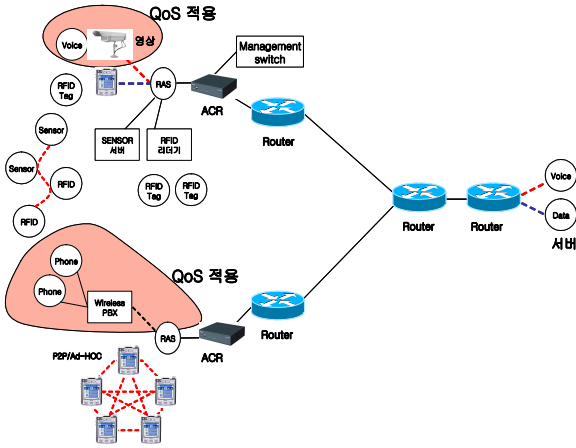 QoS 적용
Voice
영상
Management
switch
RFID
Tag
RAS
ACR
Router
SENSOR
서버
RFID
리더기
Sensor
Sensor
RFID
RFID
RFID
Tag
RFID
Tag
Voice
Router
Router
Data
서버
Phone
Phone
QoS 적용
Wireless
PBX
RAS
ACR
Router
P2P/Ad-HOC